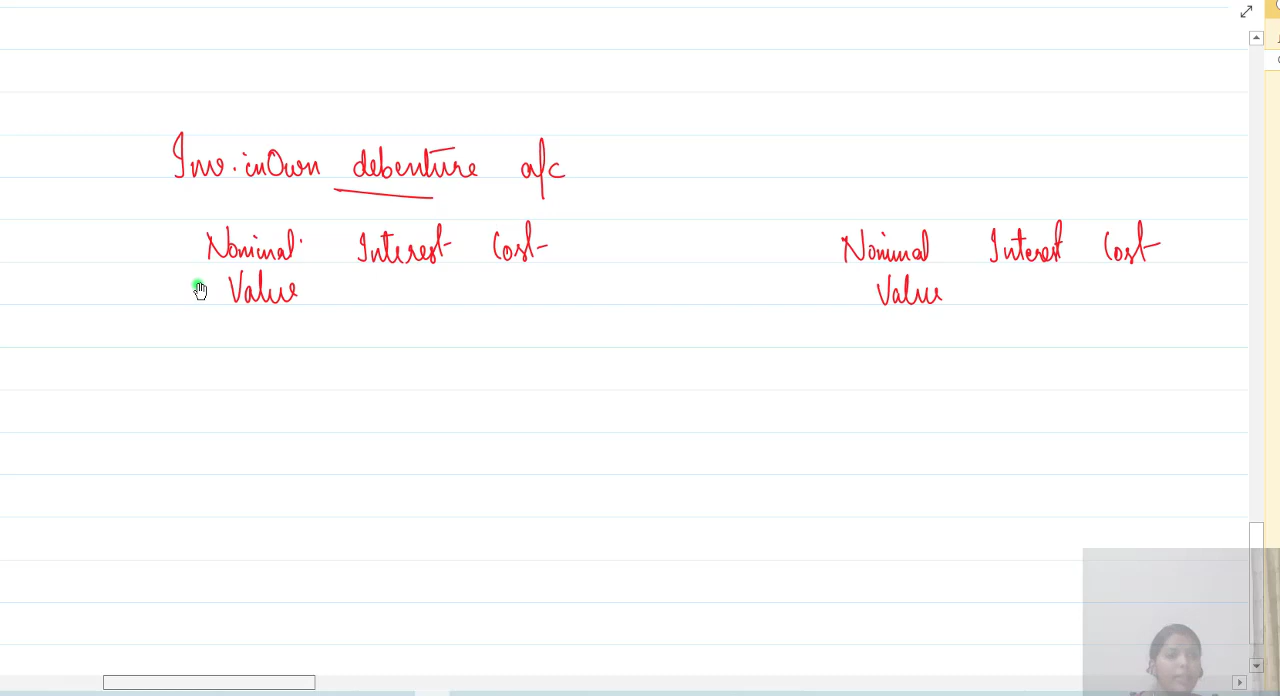 Inv. in Own debenture a/c
Nominal Interest Cost Nominal Interest Cost
Value Value